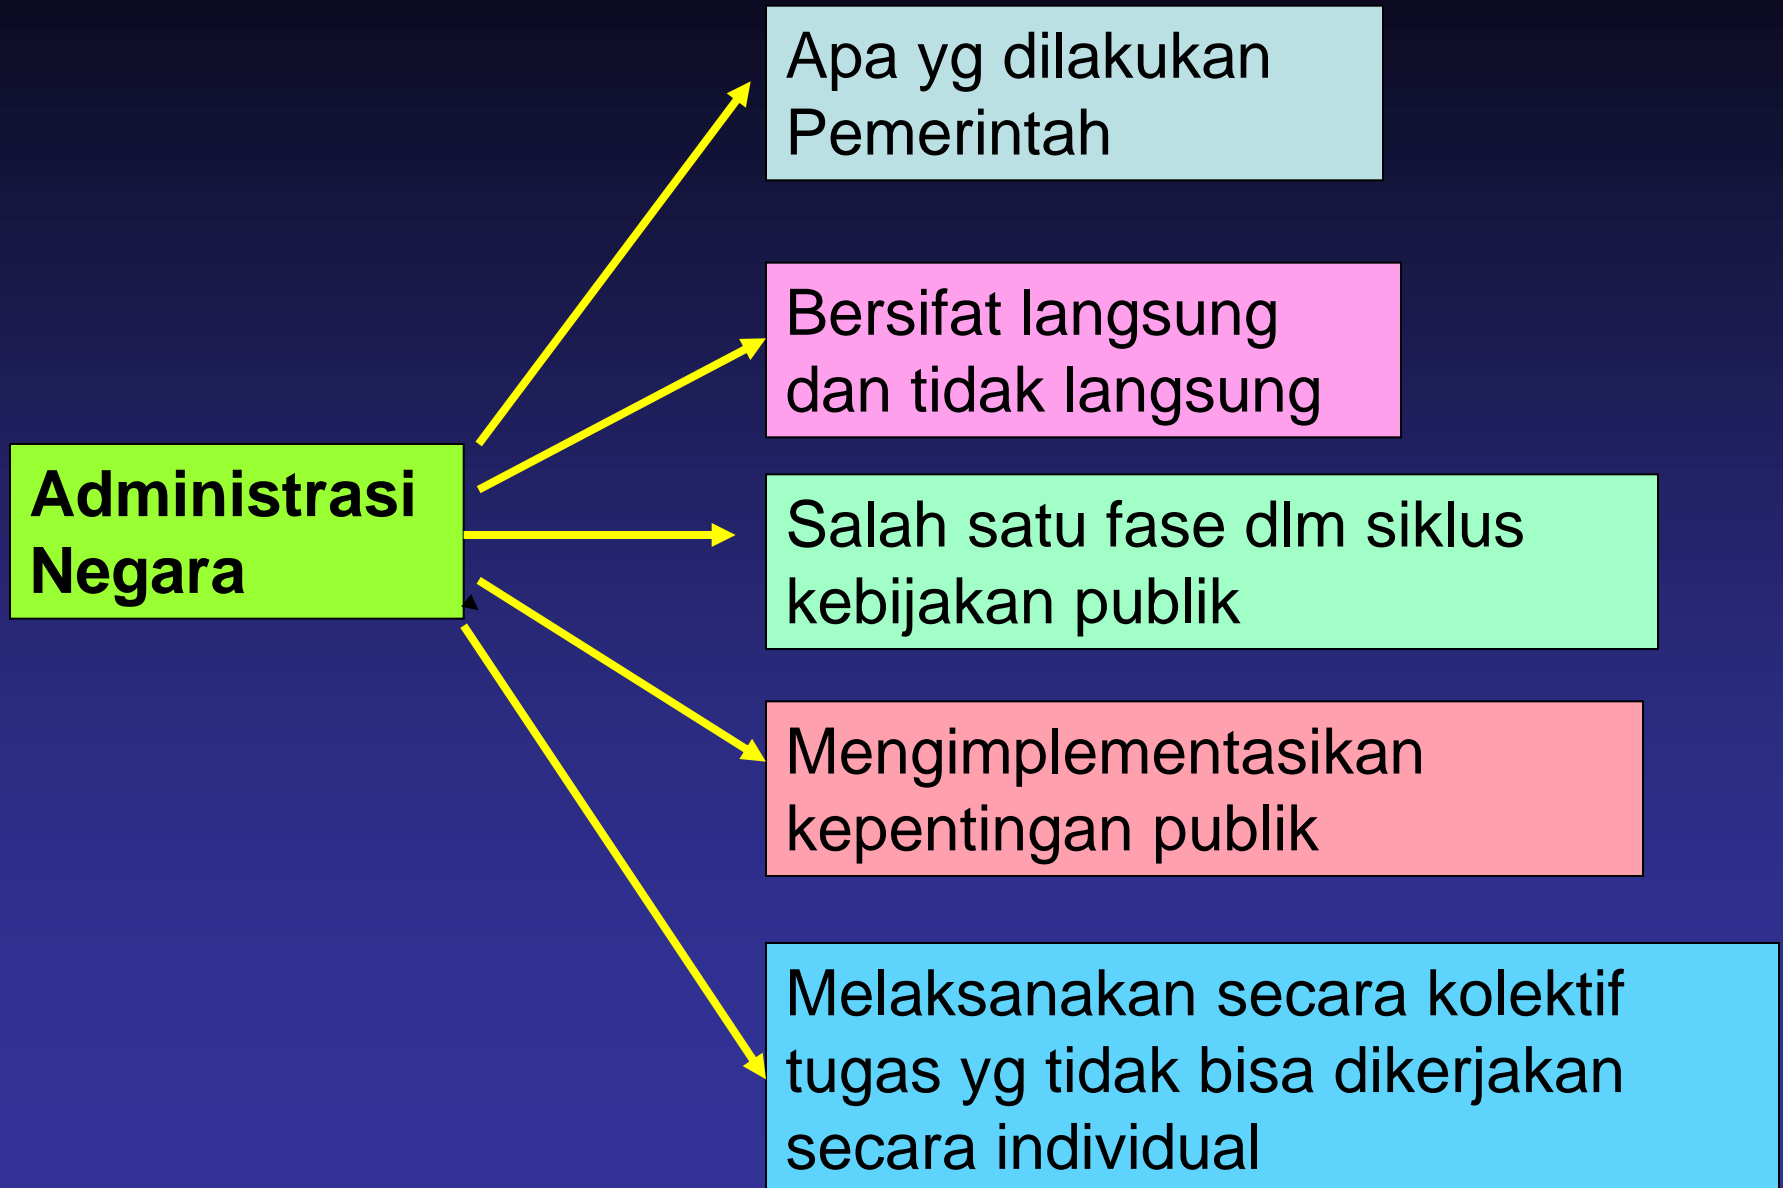 Apa yg dilakukan
Pemerintah
Bersifat langsung
dan tidak langsung
Administrasi
Negara
Salah satu fase dlm siklus
kebijakan publik
Mengimplementasikan
kepentingan publik
Melaksanakan secara kolektif
tugas yg tidak bisa dikerjakan
secara individual